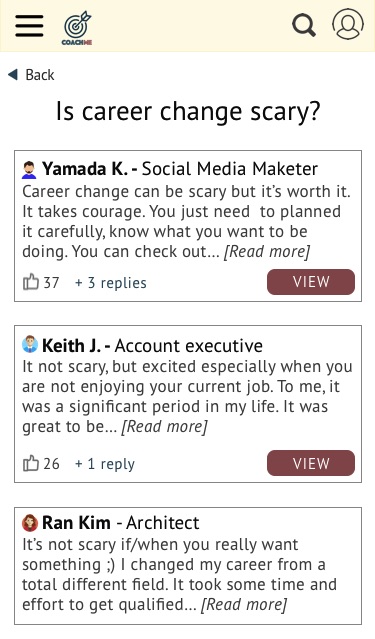 COACHME
Back
Is career change scary?
Yamada K. - Social Media Maketer
Career change can be scary but it’s worth it.
It takes courage. You just need  to planned
it carefully, know what you want to be
doing. You can check out... [Read more]
37 + 3 replies VIEW
Keith J. - Account executive
It not scary, but excited especially when you
are not enjoying your current job. To me, it
was a significant period in my life. It was
great to be... [Read more]
26 + 1 reply VIEW
Ran Kim - Architect
It’s not scary if/when you really want
something ;) I changed my career from a
total different field. It took some time and
effort to get qualified... [Read more]